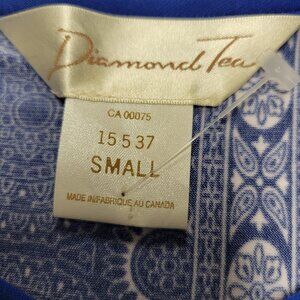 Diamond Tea
CA 00075
15537
SMALL
MADE IN/FABRIQUE AU CANADA